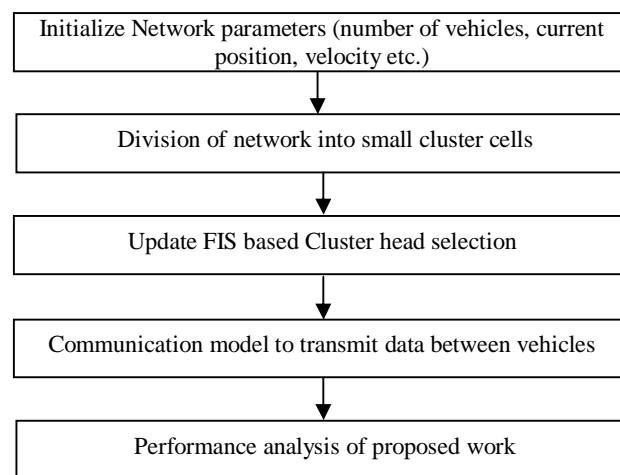 Initialize Network parameters (number of vehicles, current
position, velocity etc.)
Division of network into small cluster cells
Update FIS based Cluster head selection
Communication model to transmit data between vehicles
Performance analysis of proposed work